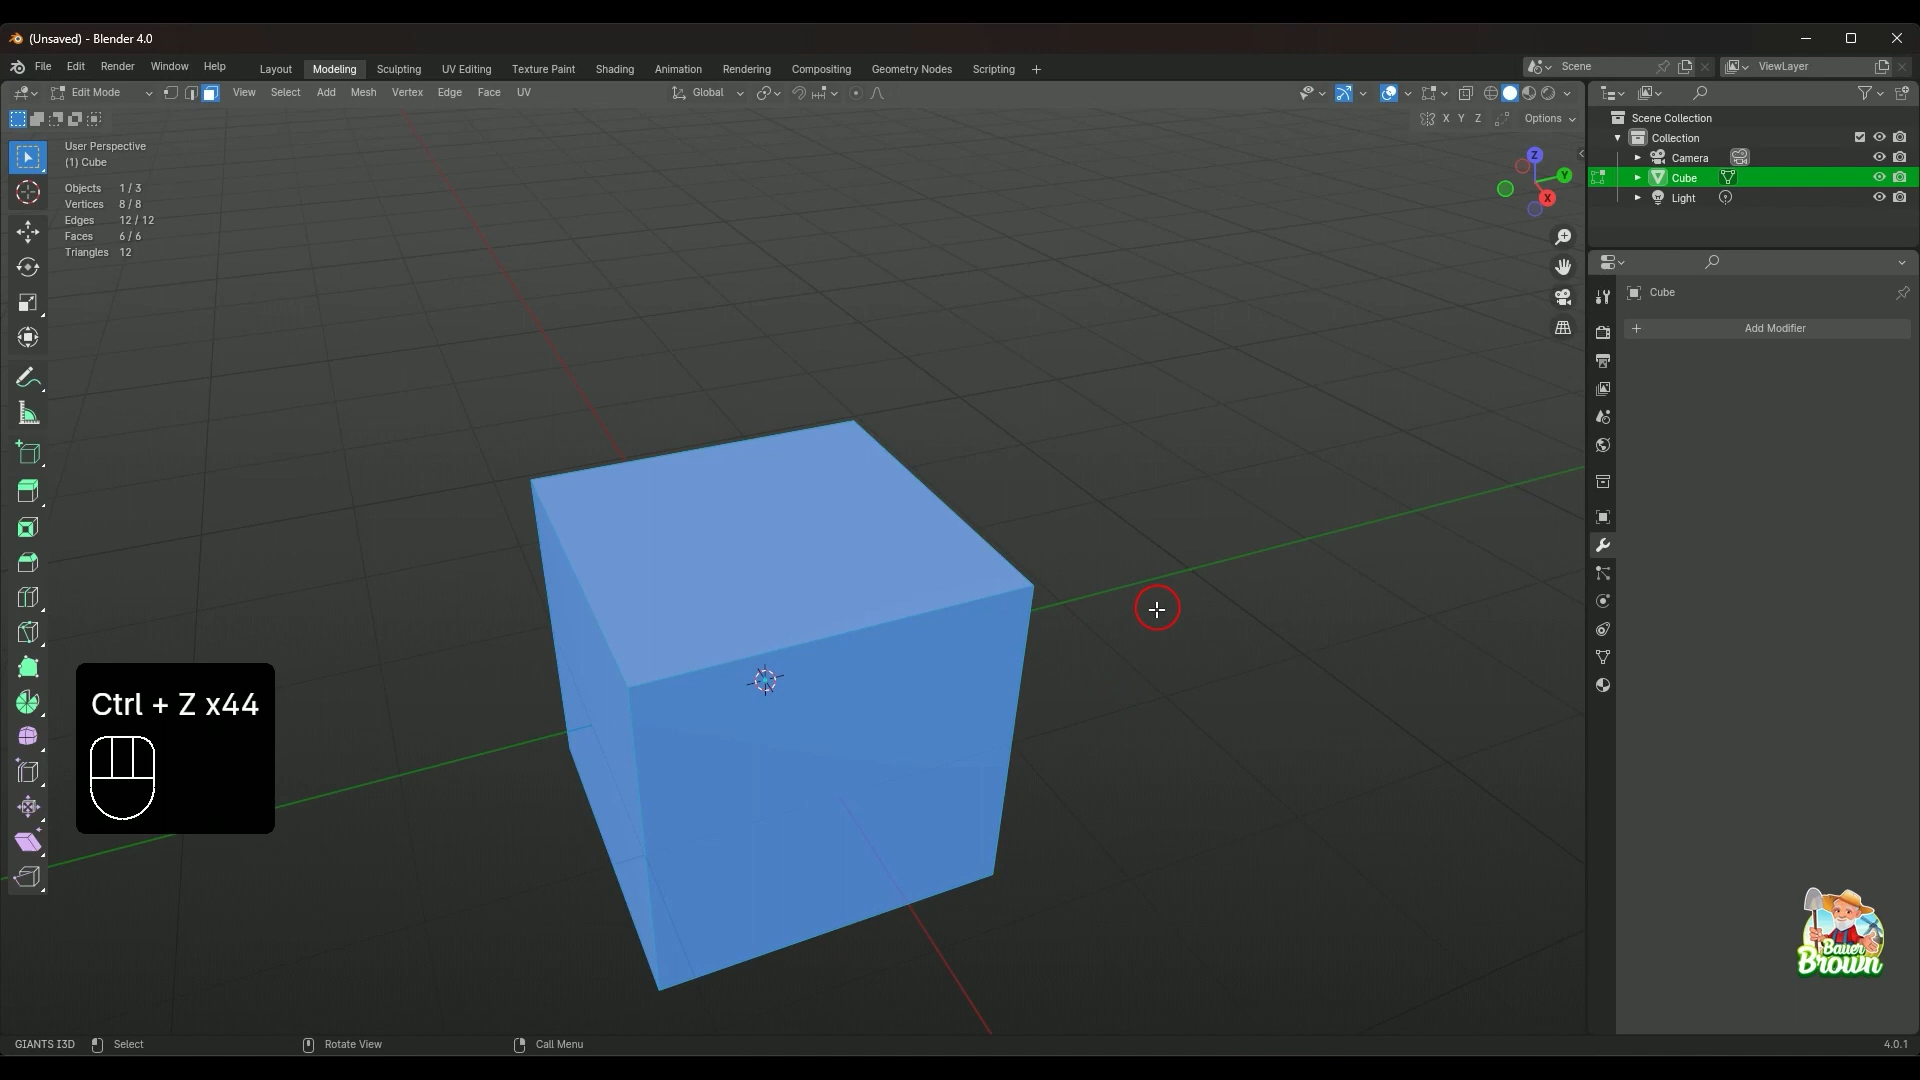 (Unsaved) - Blender 4.0
File Edit Render Window Help Layout Modeling Sculpting UV Editing Texture Paint Shading Animation Rendering Compositing Geometry Nodes Scripting + Scene ViewLayer
Edit Mode View Select Add Mesh Vertex Edge Face UV Global
X Y Z Options
Scene Collection
Collection
Camera
Cube
Light
User Perspective
(1) Cube
Objects 1 / 3
Vertices 8 / 8
Edges 12 / 12
Faces 6 / 6
Triangles 12
Z
Y
X
Cube
+ Add Modifier
Ctrl + Z x44
Bauer
Brown
GIANTS I3D Select Rotate View Call Menu 4.0.1